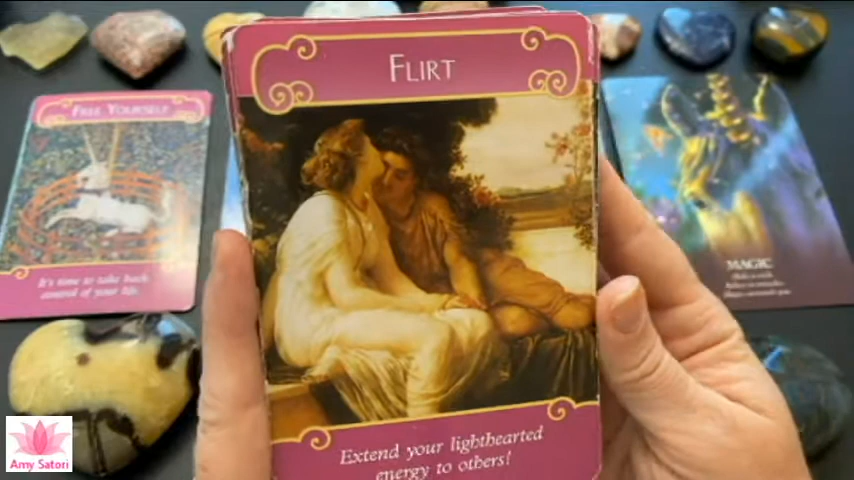 FLIRT
Extend your lighthearted
energy to others!
FREE YOURSELF
It's time to take back
control of your life.
MAGIC
Amy Satori